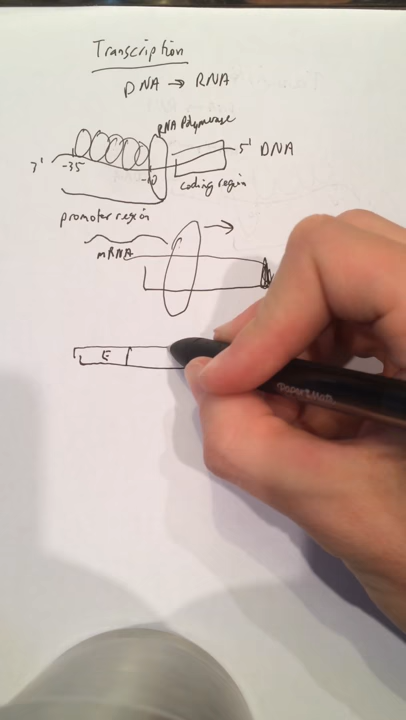 Transcription
DNA → RNA
RNA Polymerase
3'
-35
-10
5' DNA
coding region
promoter region
mRNA
E
PaperMate